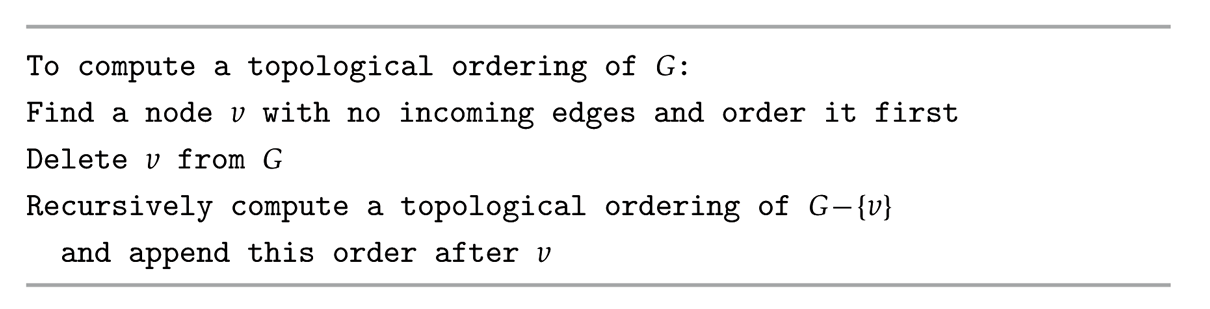 To compute a topological ordering of G:
Find a node v with no incoming edges and order it first
Delete v from G
Recursively compute a topological ordering of G−{v}
and append this order after v